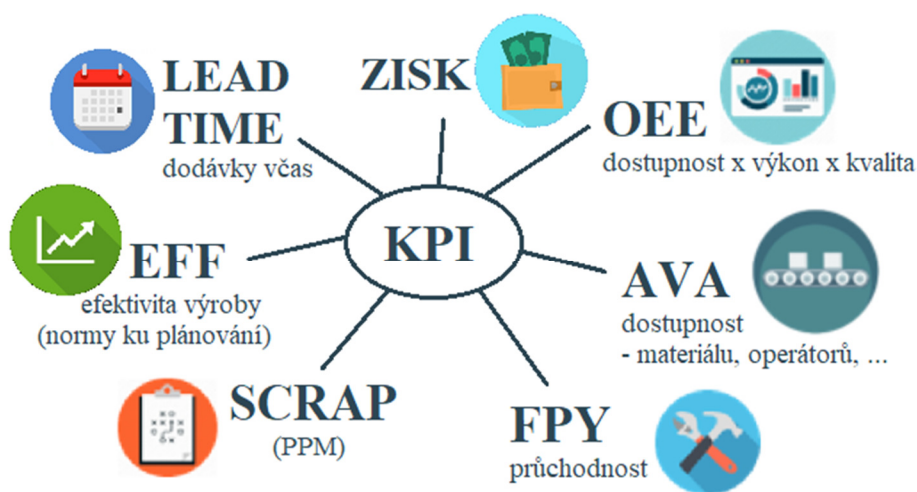 LEAD
TIME
dodávky včas
ZISK
OEE
dostupnost x výkon x kvalita
KPI
EFF
efektivita výroby
(normy ku plánování)
AVA
dostupnost
- materiálu, operátorů, ...
SCRAP
(PPM)
FPY
průchodnost